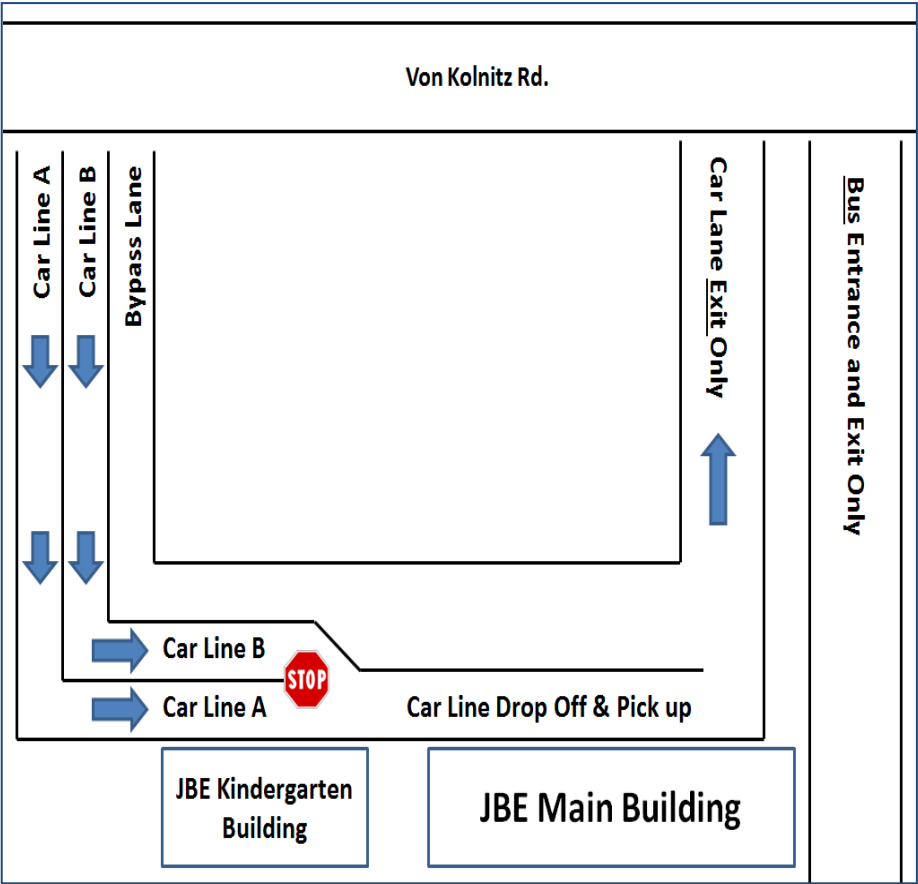 Von Kolnitz Rd.
Car Line A
Car Line B
Bypass Lane
Car Lane Exit Only
Bus Entrance and Exit Only
Car Line B
STOP
Car Line A
Car Line Drop Off & Pick up
JBE Kindergarten
Building
JBE Main Building